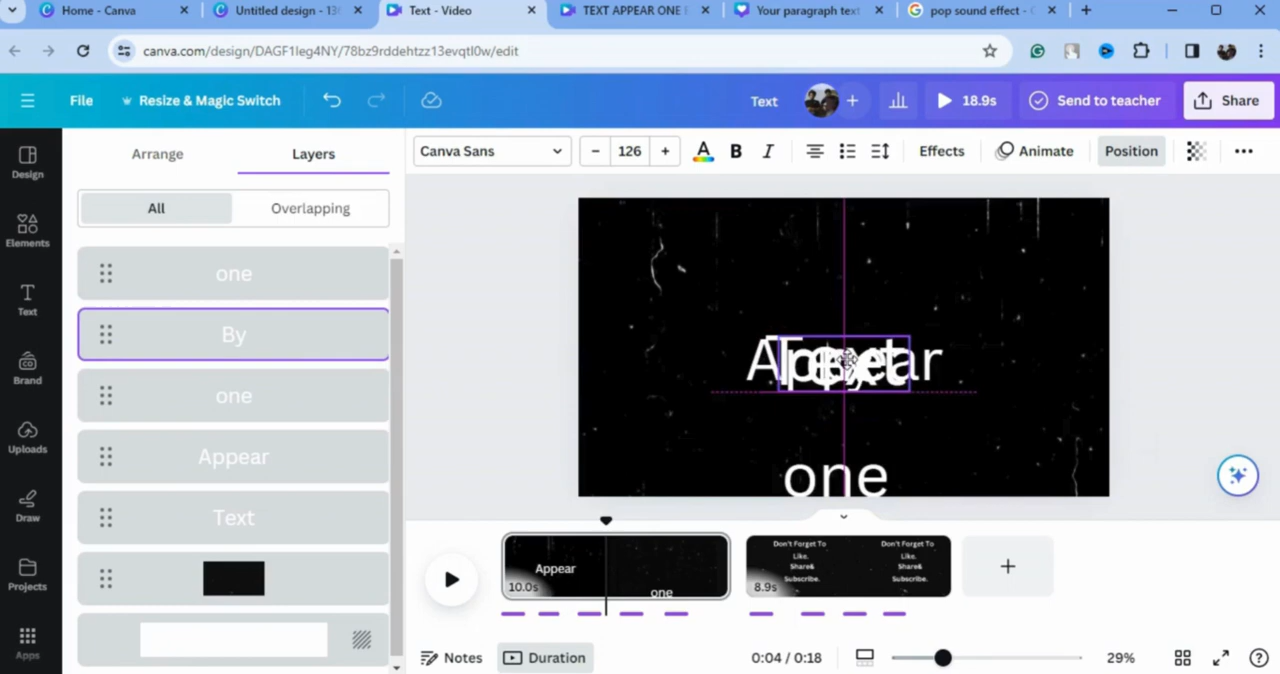 Home - Canva
Untitled design - 13
Text - Video
TEXT APPEAR ONE
Your paragraph text
pop sound effect -
canva.com/design/DAGF1leg4NY/78bz9rddehtzz13evqtl0w/edit
File
Resize & Magic Switch
Text
18.9s
Send to teacher
Share
Design
Elements
Text
Brand
Uploads
Draw
Projects
Apps
Arrange
Layers
All
Overlapping
one
By
one
Appear
Text
Canva Sans
126
A
B
I
Effects
Animate
Position
Appear
Text
one
Appear
one
10.0s
Don't Forget To
Like.
Share&
Subscribe.
Don't Forget To
Like.
Share&
Subscribe.
8.9s
Notes
Duration
0:04 / 0:18
29%